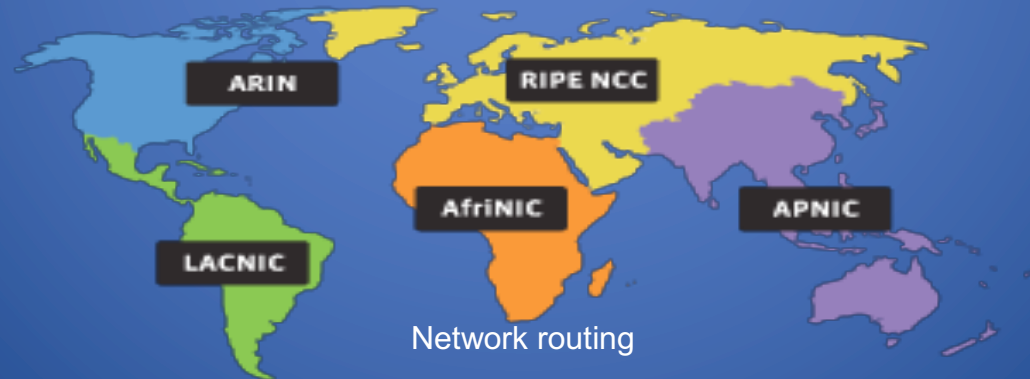 ARIN
RIPE NCC
AfriNIC
APNIC
LACNIC
Network routing